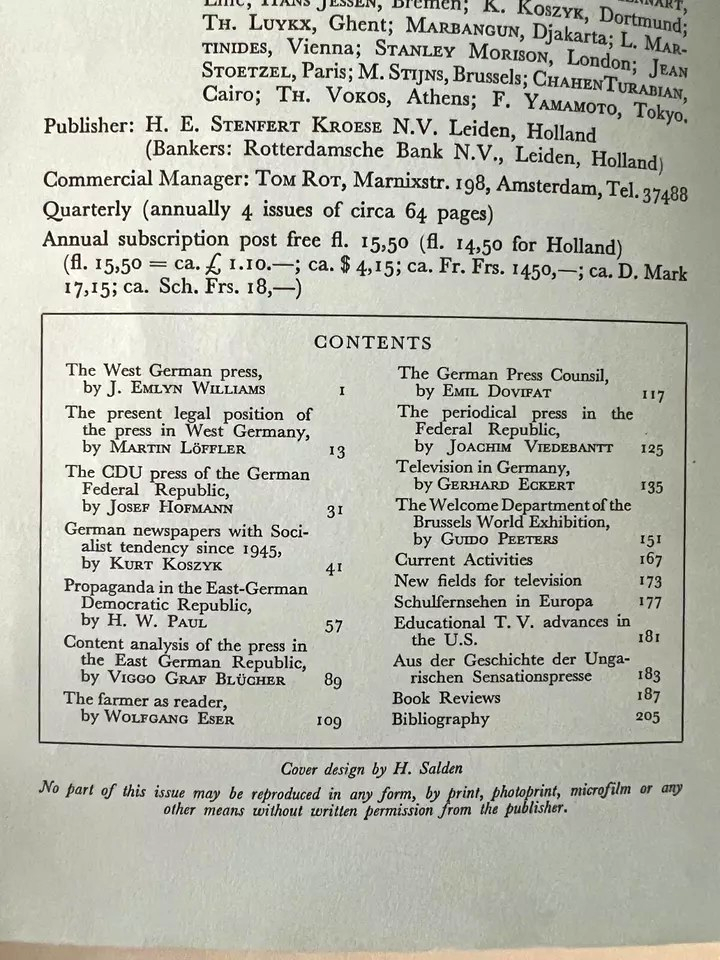 HANS JESSEN, Bremen; K. KOSZYK, Dortmund;
TH. LUYKX, Ghent; MARBANGUN, Djakarta; L. MAR-
TINIDES, Vienna; STANLEY MORISON, London; JEAN
STOETZEL, Paris; M. STIJNS, Brussels; CHAHEN TURABIAN,
Cairo; TH. VOKOS, Athens; F. YAMAMOTO, Tokyo.
Publisher: H. E. STENFERT KROESE N.V. Leiden, Holland
(Bankers: Rotterdamsche Bank N.V., Leiden, Holland)
Commercial Manager: TOM ROT, Marnixstr. 198, Amsterdam, Tel. 37488
Quarterly (annually 4 issues of circa 64 pages)
Annual subscription post free fl. 15,50 (fl. 14,50 for Holland)
(fl. 15,50 = ca. £ 1.10.—; ca. $ 4,15; ca. Fr. Frs. 1450,—; ca. D. Mark
17,15; ca. Sch. Frs. 18,—)
CONTENTS
The West German press,
by J. EMLYN WILLIAMS 1
The present legal position of
the press in West Germany,
by MARTIN LÖFFLER 13
The CDU press of the German
Federal Republic,
by JOSEF HOFMANN 31
German newspapers with Soci-
alist tendency since 1945,
by KURT KOSZYK 41
Propaganda in the East-German
Democratic Republic,
by H. W. PAUL 57
Content analysis of the press in
the East German Republic,
by VIGGO GRAF BLÜCHER 89
The farmer as reader,
by WOLFGANG ESER 109
The German Press Counsil,
by EMIL DOVIFAT 117
The periodical press in the
Federal Republic,
by JOACHIM VIEDEBANTT 125
Television in Germany,
by GERHARD ECKERT 135
The Welcome Department of the
Brussels World Exhibition,
by GUIDO PEETERS 151
Current Activities 167
New fields for television 173
Schulfernsehen in Europa 177
Educational T. V. advances in
the U.S. 181
Aus der Geschichte der Unga-
rischen Sensationspresse 183
Book Reviews 187
Bibliography 205
Cover design by H. Salden
No part of this issue may be reproduced in any form, by print, photoprint, microfilm or any
other means without written permission from the publisher.